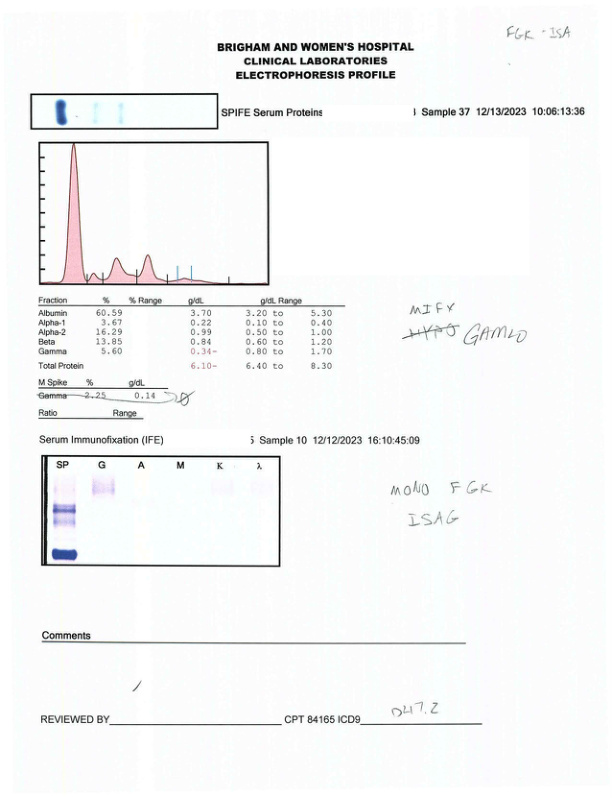 FGK - ISA
BRIGHAM AND WOMEN'S HOSPITAL
CLINICAL LABORATORIES
ELECTROPHORESIS PROFILE
SPIFE Serum Proteins Sample 37 12/13/2023 10:06:13:36
Fraction % % Range g/dL g/dL Range
Albumin 60.59 3.70 3.20 to 5.30
Alpha-1 3.67 0.22 0.10 to 0.40
Alpha-2 16.29 0.99 0.50 to 1.00
Beta 13.85 0.84 0.60 to 1.20
Gamma 5.60 0.34- 0.80 to 1.70
Total Protein 6.10- 6.40 to 8.30
MIFX
HYPO GAMLO
M Spike % g/dL
Gamma 2.25 0.14
Ratio Range
Serum Immunofixation (IFE) Sample 10 12/12/2023 16:10:45:09
SP G A M K λ
MONO FGK
ISAG
Comments
REVIEWED BY CPT 84165 ICD9 D47.2